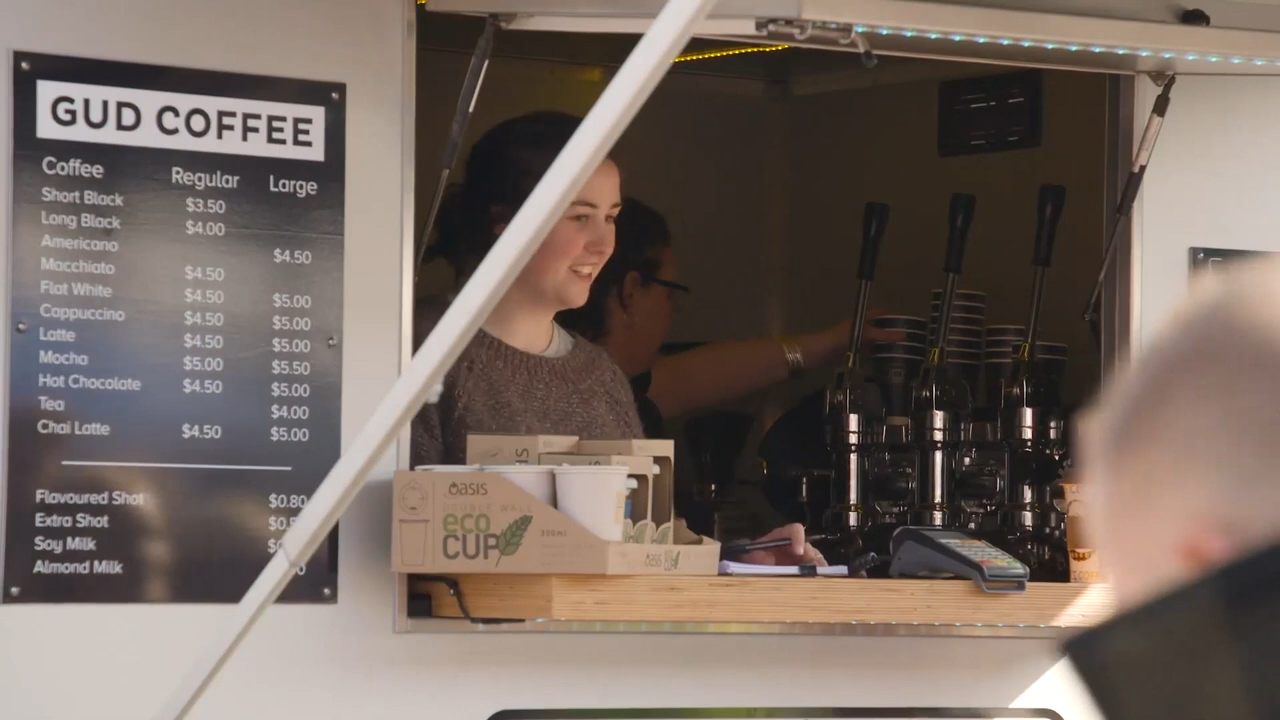 GUD COFFEE
Coffee Regular Large
Short Black $3.50
Long Black $4.00
Americano $4.50
Macchiato $4.50
Flat White $4.50 $5.00
Cappuccino $4.50 $5.00
Latte $4.50 $5.00
Mocha $5.00 $5.50
Hot Chocolate $4.50 $5.00
Tea $4.00
Chai Latte $4.50 $5.00
Flavoured Shot $0.80
Extra Shot
Soy Milk
Almond Milk
Oasis
DOUBLE WALL
eco
CUP